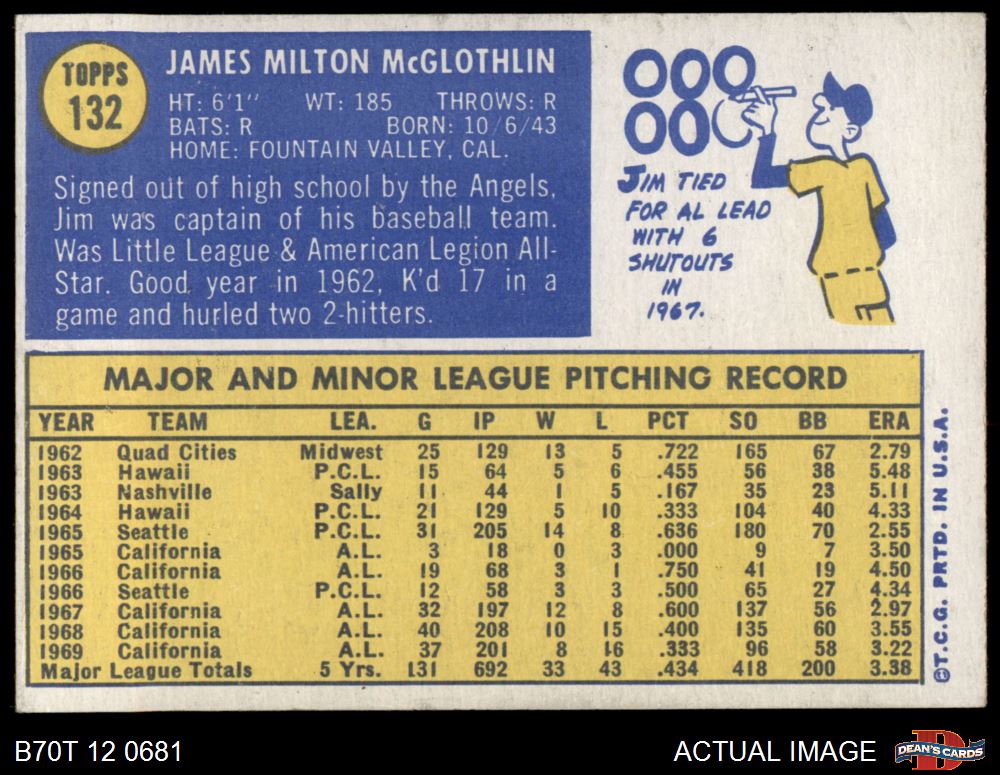 TOPPS
132
JAMES MILTON McGLOTHLIN
HT: 6'1" WT: 185 THROWS: R
BATS: R BORN: 10/6/43
HOME: FOUNTAIN VALLEY, CAL.
Signed out of high school by the Angels,
Jim was captain of his baseball team.
Was Little League & American Legion All-
Star. Good year in 1962, K'd 17 in a
game and hurled two 2-hitters.
JIM TIED
FOR AL LEAD
WITH 6
SHUTOUTS
IN
1967.
MAJOR AND MINOR LEAGUE PITCHING RECORD
YEAR TEAM LEA. G IP W L PCT SO BB ERA
1962 Quad Cities Midwest 25 129 13 5 .722 165 67 2.79
1963 Hawaii P.C.L. 15 64 5 6 .455 56 38 5.48
1963 Nashville Sally 11 44 1 5 .167 35 23 5.11
1964 Hawaii P.C.L. 21 129 5 10 .333 104 40 4.33
1965 Seattle P.C.L. 31 205 14 8 .636 180 70 2.55
1965 California A.L. 3 18 0 3 .000 9 7 3.50
1966 California A.L. 19 68 3 1 .750 41 19 4.50
1966 Seattle P.C.L. 12 58 3 3 .500 65 27 4.34
1967 California A.L. 32 197 12 8 .600 137 56 2.97
1968 California A.L. 40 208 10 15 .400 135 60 3.55
1969 California A.L. 37 201 8 16 .333 96 58 3.22
Major League Totals 5 Yrs. 131 692 33 43 .434 418 200 3.38
©T.C.G. PRTD. IN U.S.A.
B70T 12 0681
ACTUAL IMAGE
DEAN'S CARDS